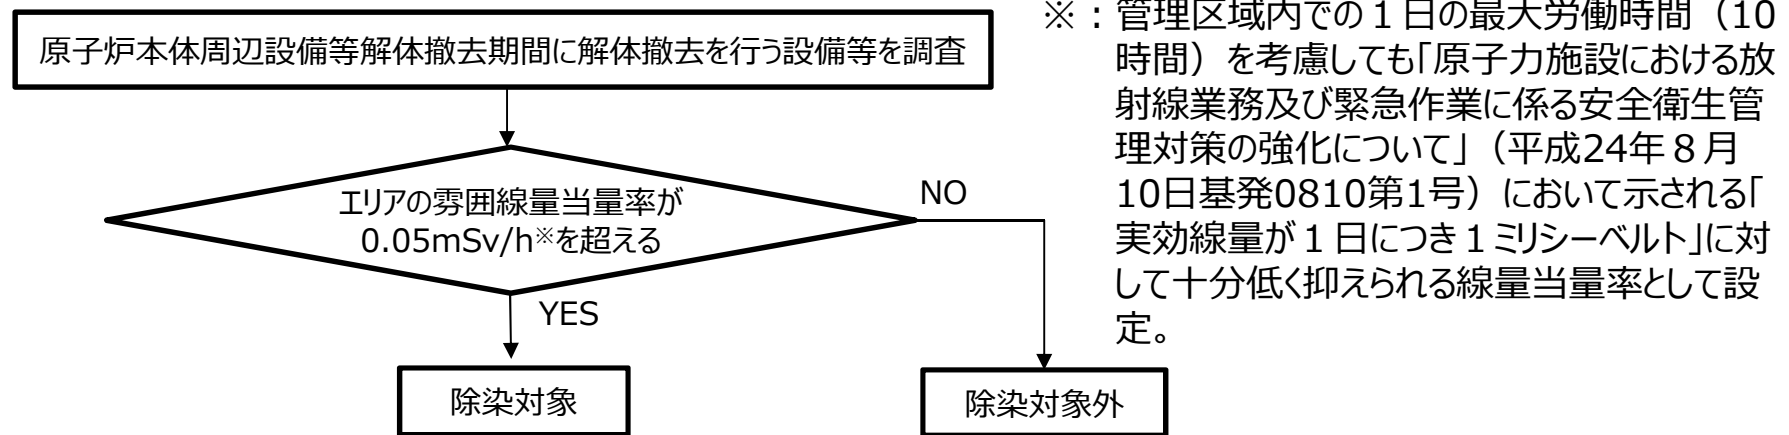 原子炉本体周辺設備等解体撤去期間に解体撤去を行う設備等を調査
エリアの雰囲線量当量率が
0.05mSv/h※を超える
NO
YES
除染対象
除染対象外
※：管理区域内での１日の最大労働時間（10
時間）を考慮しても「原子力施設における放
射線業務及び緊急作業に係る安全衛生管
理対策の強化について」（平成24年８月
10日基発0810第1号）において示される「
実効線量が１日につき１ミリシーベルト」に対
して十分低く抑えられる線量当量率として設
定。